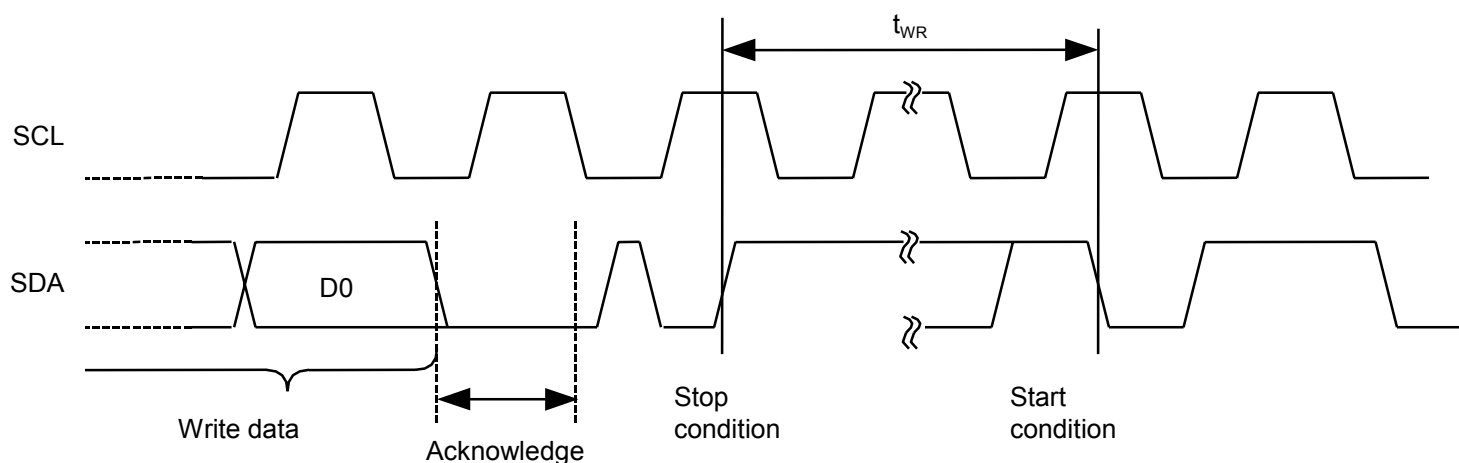 tWR
SCL
SDA
D0
Write data
Acknowledge
Stop
condition
Start
condition